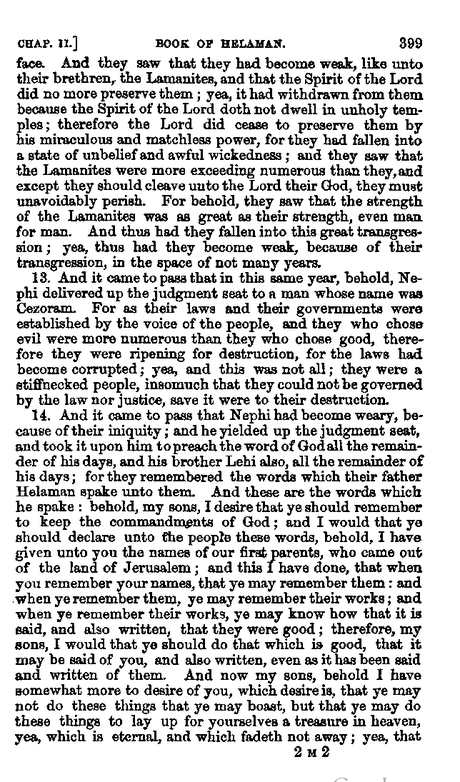 CHAP. II.] BOOK OF HELAMAN. 399
face. And they saw that they had become weak, like unto
their brethren, the Lamanites, and that the Spirit of the Lord
did no more preserve them; yea, it had withdrawn from them
because the Spirit of the Lord doth not dwell in unholy tem-
ples; therefore the Lord did cease to preserve them by
his miraculous and matchless power, for they had fallen into
a state of unbelief and awful wickedness; and they saw that
the Lamanites were more exceeding numerous than they, and
except they should cleave unto the Lord their God, they must
unavoidably perish. For behold, they saw that the strength
of the Lamanites was as great as their strength, even man
for man. And thus had they fallen into this great transgres-
sion; yea, thus had they become weak, because of their
transgression, in the space of not many years.
13. And it came to pass that in this same year, behold, Ne-
phi delivered up the judgment seat to a man whose name was
Cezoram. For as their laws and their governments were
established by the voice of the people, and they who chose
evil were more numerous than they who chose good, there-
fore they were ripening for destruction, for the laws had
become corrupted; yea, and this was not all; they were a
stiffnecked people, insomuch that they could not be governed
by the law nor justice, save it were to their destruction.
14. And it came to pass that Nephi had become weary, be-
cause of their iniquity; and he yielded up the judgment seat,
and took it upon him to preach the word of God all the remain-
der of his days, and his brother Lehi also, all the remainder of
his days; for they remembered the words which their father
Helaman spake unto them. And these are the words which
he spake: behold, my sons, I desire that ye should remember
to keep the commandments of God; and I would that ye
should declare unto the people these words, behold, I have
given unto you the names of our first parents, who came out
of the land of Jerusalem; and this I have done, that when
you remember your names, that ye may remember them: and
when ye remember them, ye may remember their works; and
when ye remember their works, ye may know how that it is
said, and also written, that they were good; therefore, my
sons, I would that ye should do that which is good, that it
may be said of you, and also written, even as it has been said
and written of them. And now my sons, behold I have
somewhat more to desire of you, which desire is, that ye may
not do these things that ye may boast, but that ye may do
these things to lay up for yourselves a treasure in heaven,
yea, which is eternal, and which fadeth not away; yea, that
2 M 2